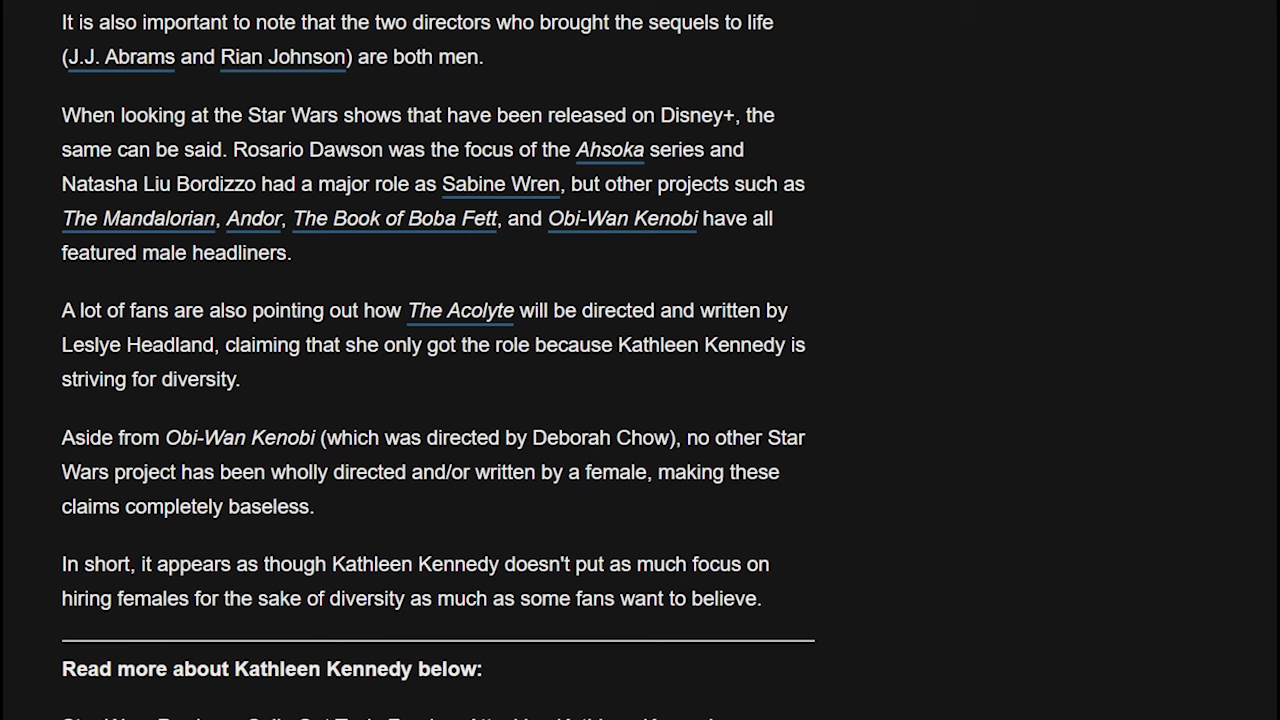 It is also important to note that the two directors who brought the sequels to life
(J.J. Abrams and Rian Johnson) are both men.
When looking at the Star Wars shows that have been released on Disney+, the
same can be said. Rosario Dawson was the focus of the Ahsoka series and
Natasha Liu Bordizzo had a major role as Sabine Wren, but other projects such as
The Mandalorian, Andor, The Book of Boba Fett, and Obi-Wan Kenobi have all
featured male headliners.
A lot of fans are also pointing out how The Acolyte will be directed and written by
Leslye Headland, claiming that she only got the role because Kathleen Kennedy is
striving for diversity.
Aside from Obi-Wan Kenobi (which was directed by Deborah Chow), no other Star
Wars project has been wholly directed and/or written by a female, making these
claims completely baseless.
In short, it appears as though Kathleen Kennedy doesn't put as much focus on
hiring females for the sake of diversity as much as some fans want to believe.
Read more about Kathleen Kennedy below: